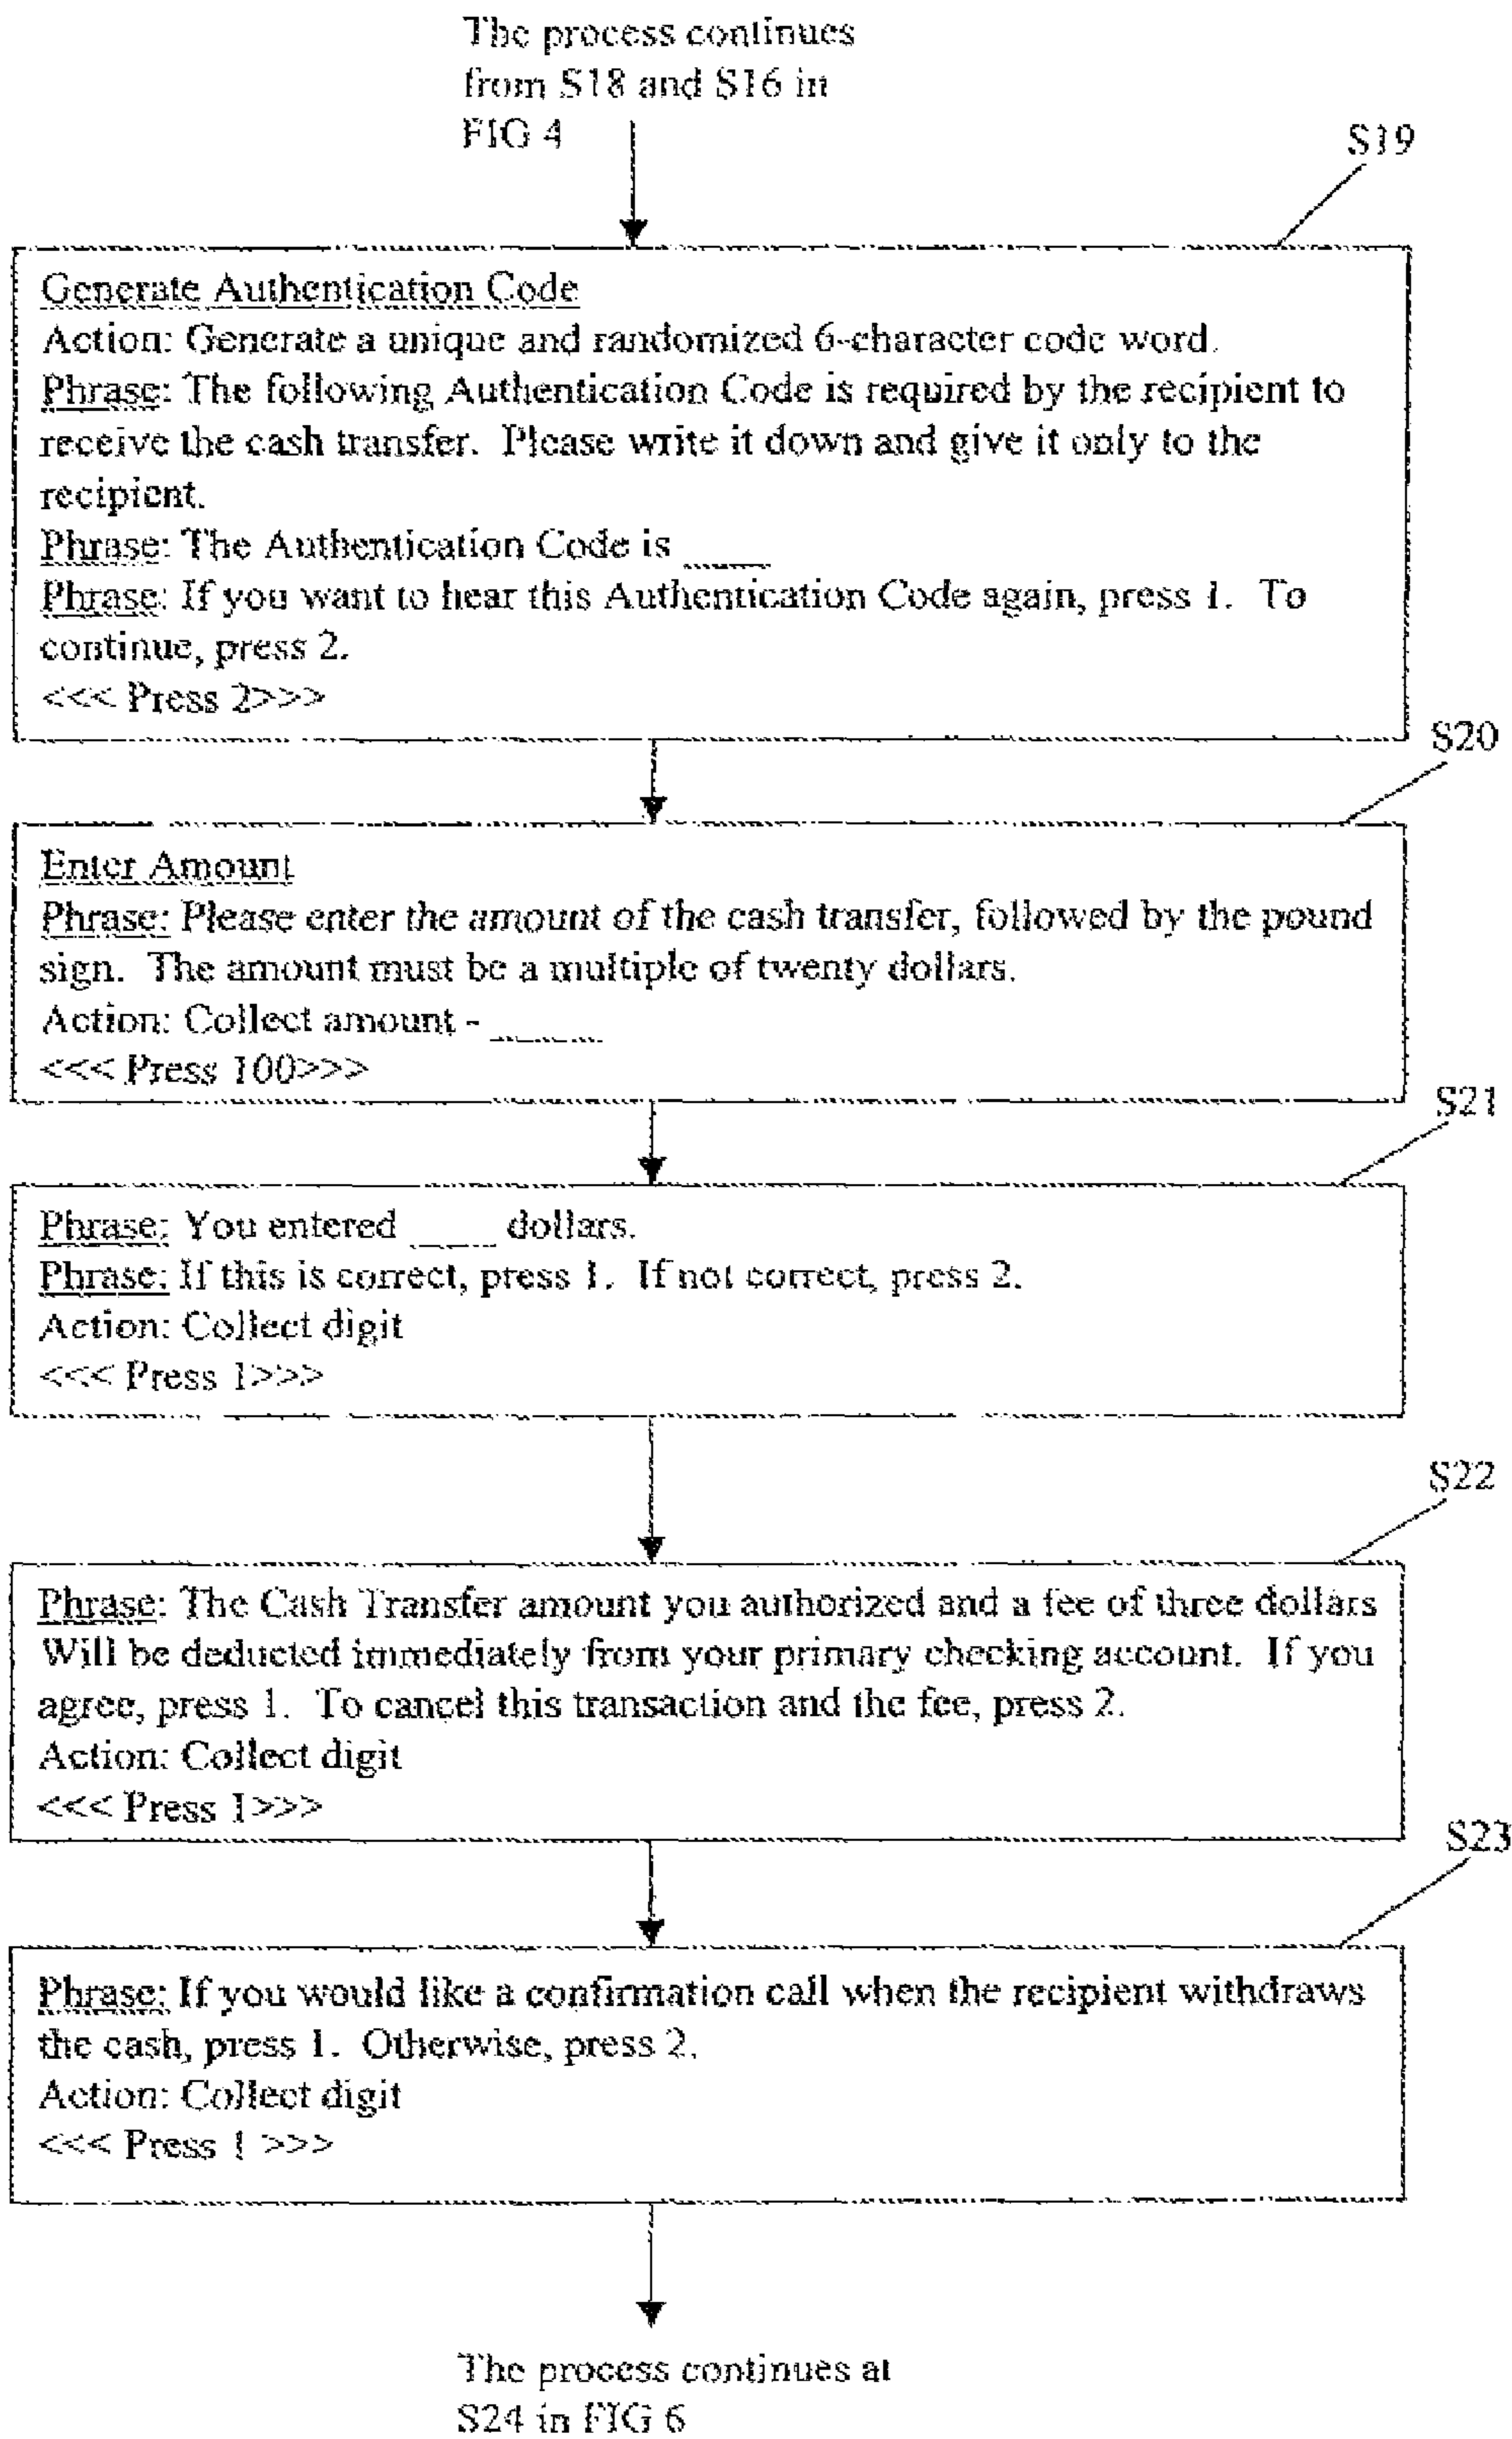 The process continues
from S18 and S16 in
FIG 4
S19
Generate Authentication Code
Action: Generate a unique and randomized 6-character code word.
Phrase: The following Authentication Code is required by the recipient to
receive the cash transfer. Please write it down and give it only to the
recipient.
Phrase: The Authentication Code is ____
Phrase: If you want to hear this Authentication Code again, press 1. To
continue, press 2.
<<< Press 2>>>
S20
Enter Amount
Phrase: Please enter the amount of the cash transfer, followed by the pound
sign. The amount must be a multiple of twenty dollars.
Action: Collect amount - _____
<<< Press 100>>>
S21
Phrase: You entered ____ dollars.
Phrase: If this is correct, press 1. If not correct, press 2.
Action: Collect digit
<<< Press 1>>>
S22
Phrase: The Cash Transfer amount you authorized and a fee of three dollars
Will be deducted immediately from your primary checking account. If you
agree, press 1. To cancel this transaction and the fee, press 2.
Action: Collect digit
<<< Press 1>>>
S23
Phrase: If you would like a confirmation call when the recipient withdraws
the cash, press 1. Otherwise, press 2.
Action: Collect digit
<<< Press 1 >>>
The process continues at
S24 in FIG 6